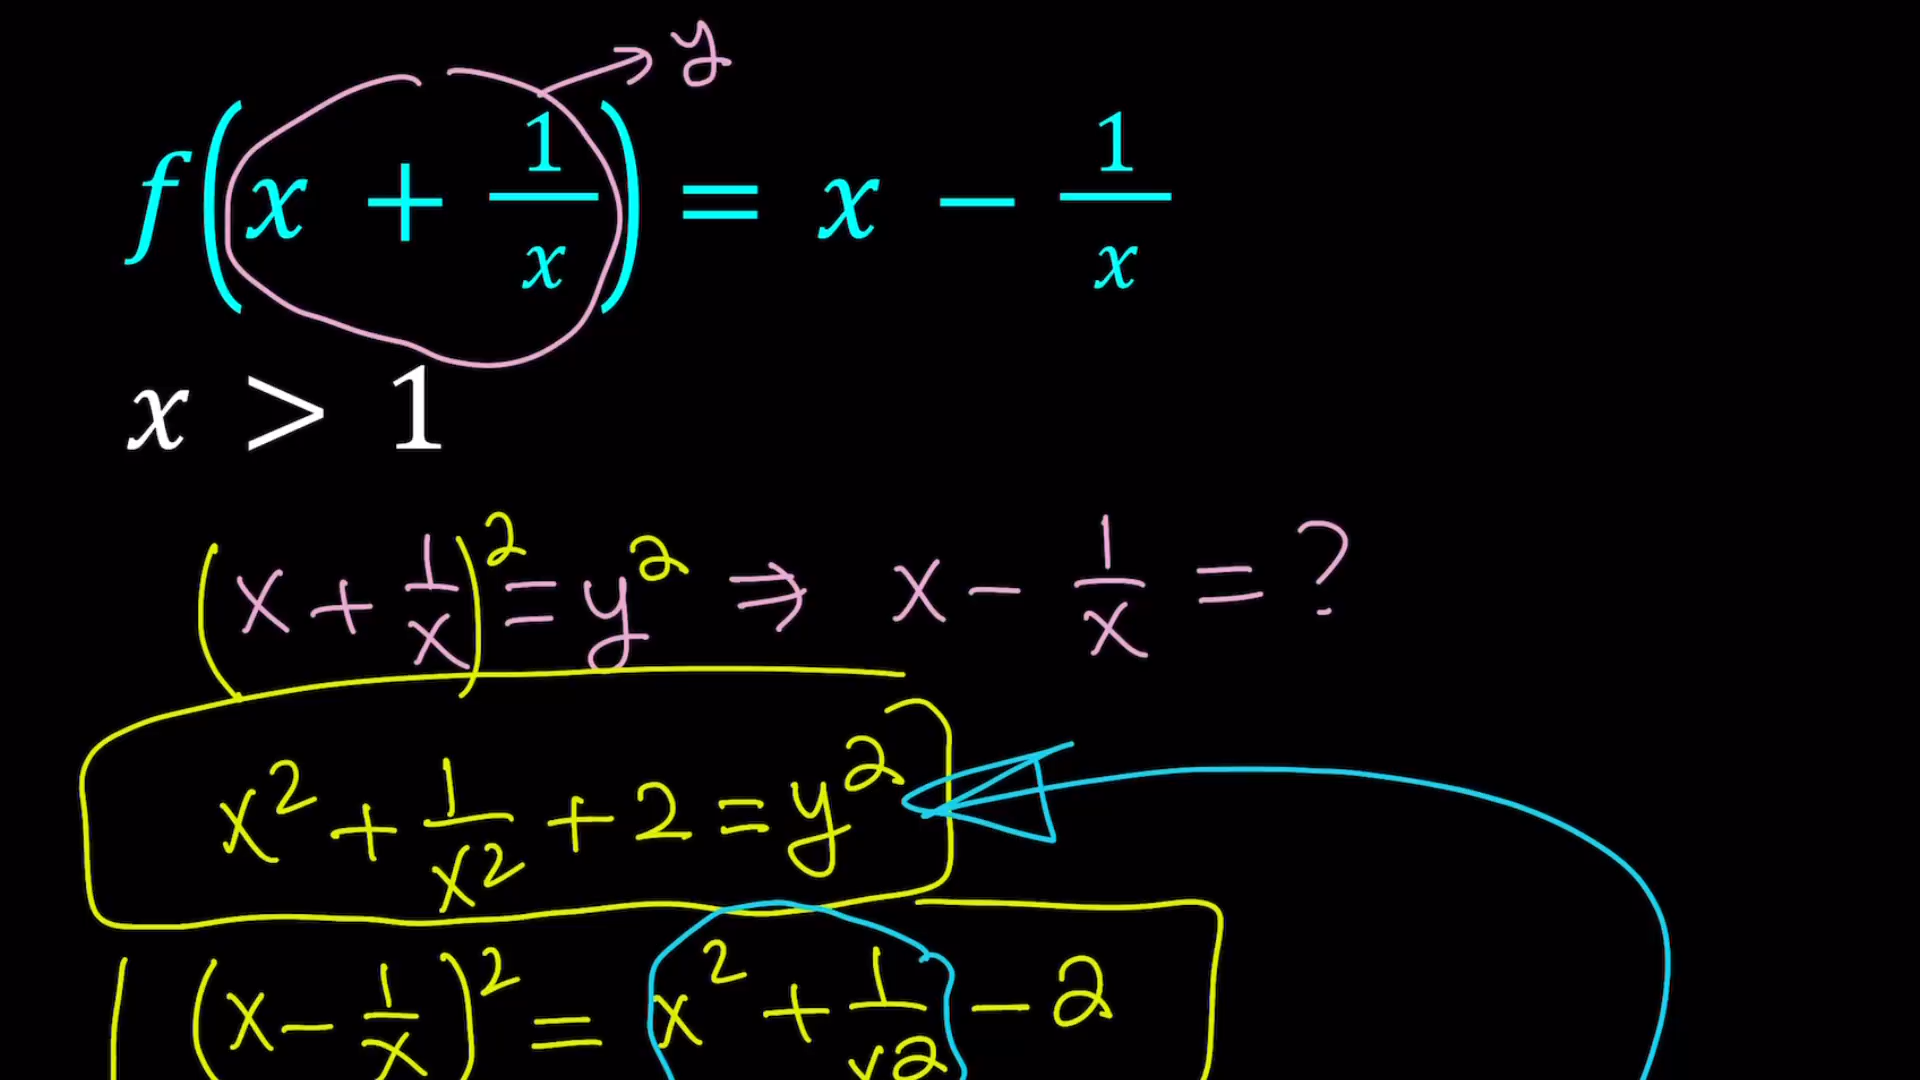 y
f(x + 1/x) = x − 1/x
x > 1
(x + 1/x)² = y² ⇒ x − 1/x = ?
x² + 1/x² + 2 = y²
(x − 1/x)² = x² + 1/x² − 2